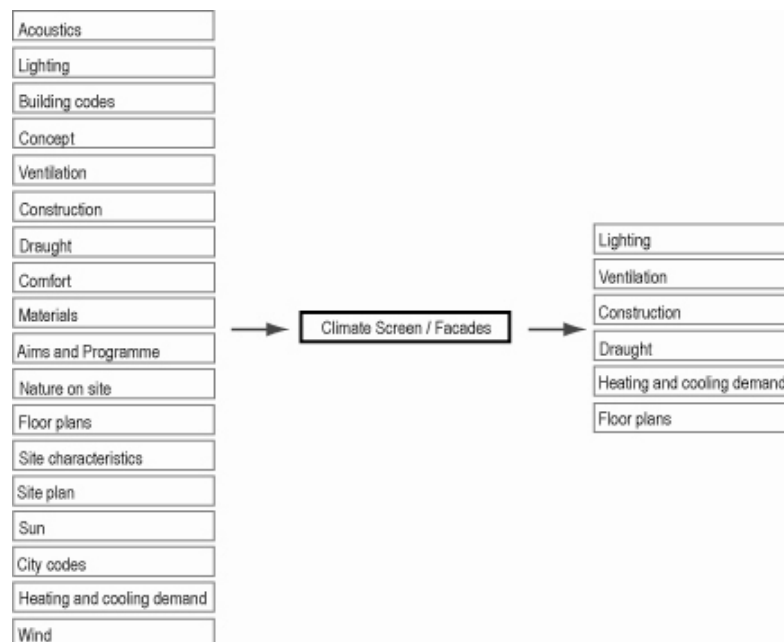 Acoustics
Lighting
Building codes
Concept
Ventilation
Construction
Draught
Comfort
Materials
Aims and Programme
Nature on site
Floor plans
Site characteristics
Site plan
Sun
City codes
Heating and cooling demand
Wind
Climate Screen / Facades
Lighting
Ventilation
Construction
Draught
Heating and cooling demand
Floor plans